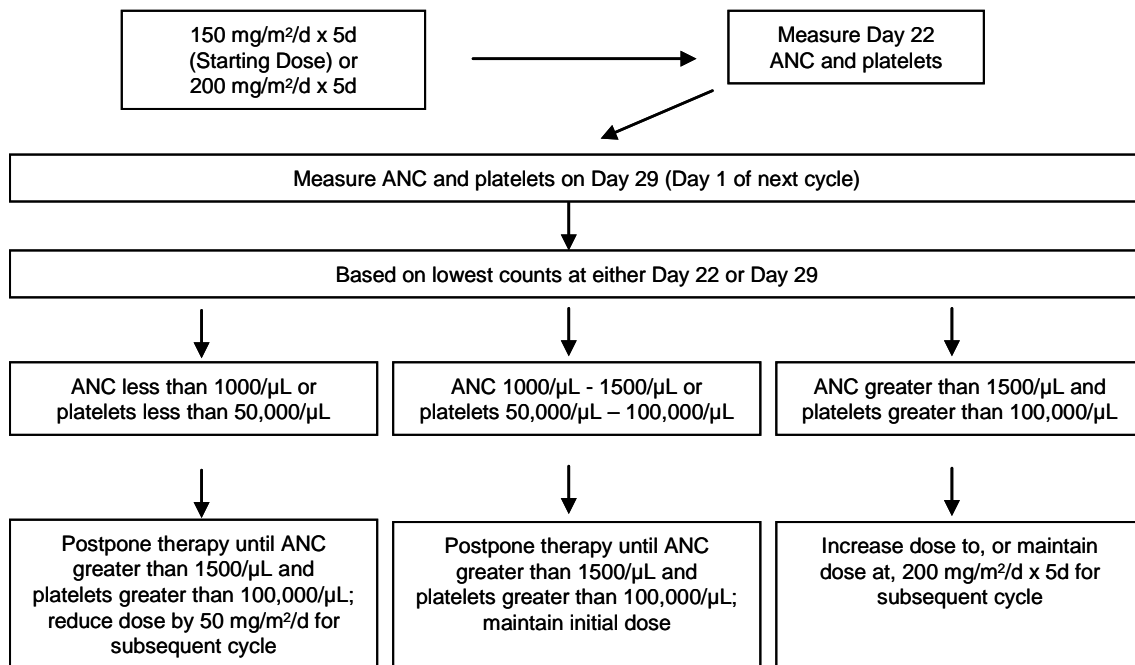 150 mg/m²/d x 5d
(Starting Dose) or
200 mg/m²/d x 5d
Measure Day 22
ANC and platelets
Measure ANC and platelets on Day 29 (Day 1 of next cycle)
Based on lowest counts at either Day 22 or Day 29
ANC less than 1000/µL or
platelets less than 50,000/µL
ANC 1000/µL - 1500/µL or
platelets 50,000/µL – 100,000/µL
ANC greater than 1500/µL and
platelets greater than 100,000/µL
Postpone therapy until ANC
greater than 1500/µL and
platelets greater than 100,000/µL;
reduce dose by 50 mg/m²/d for
subsequent cycle
Postpone therapy until ANC
greater than 1500/µL and
platelets greater than 100,000/µL;
maintain initial dose
Increase dose to, or maintain
dose at, 200 mg/m²/d x 5d for
subsequent cycle